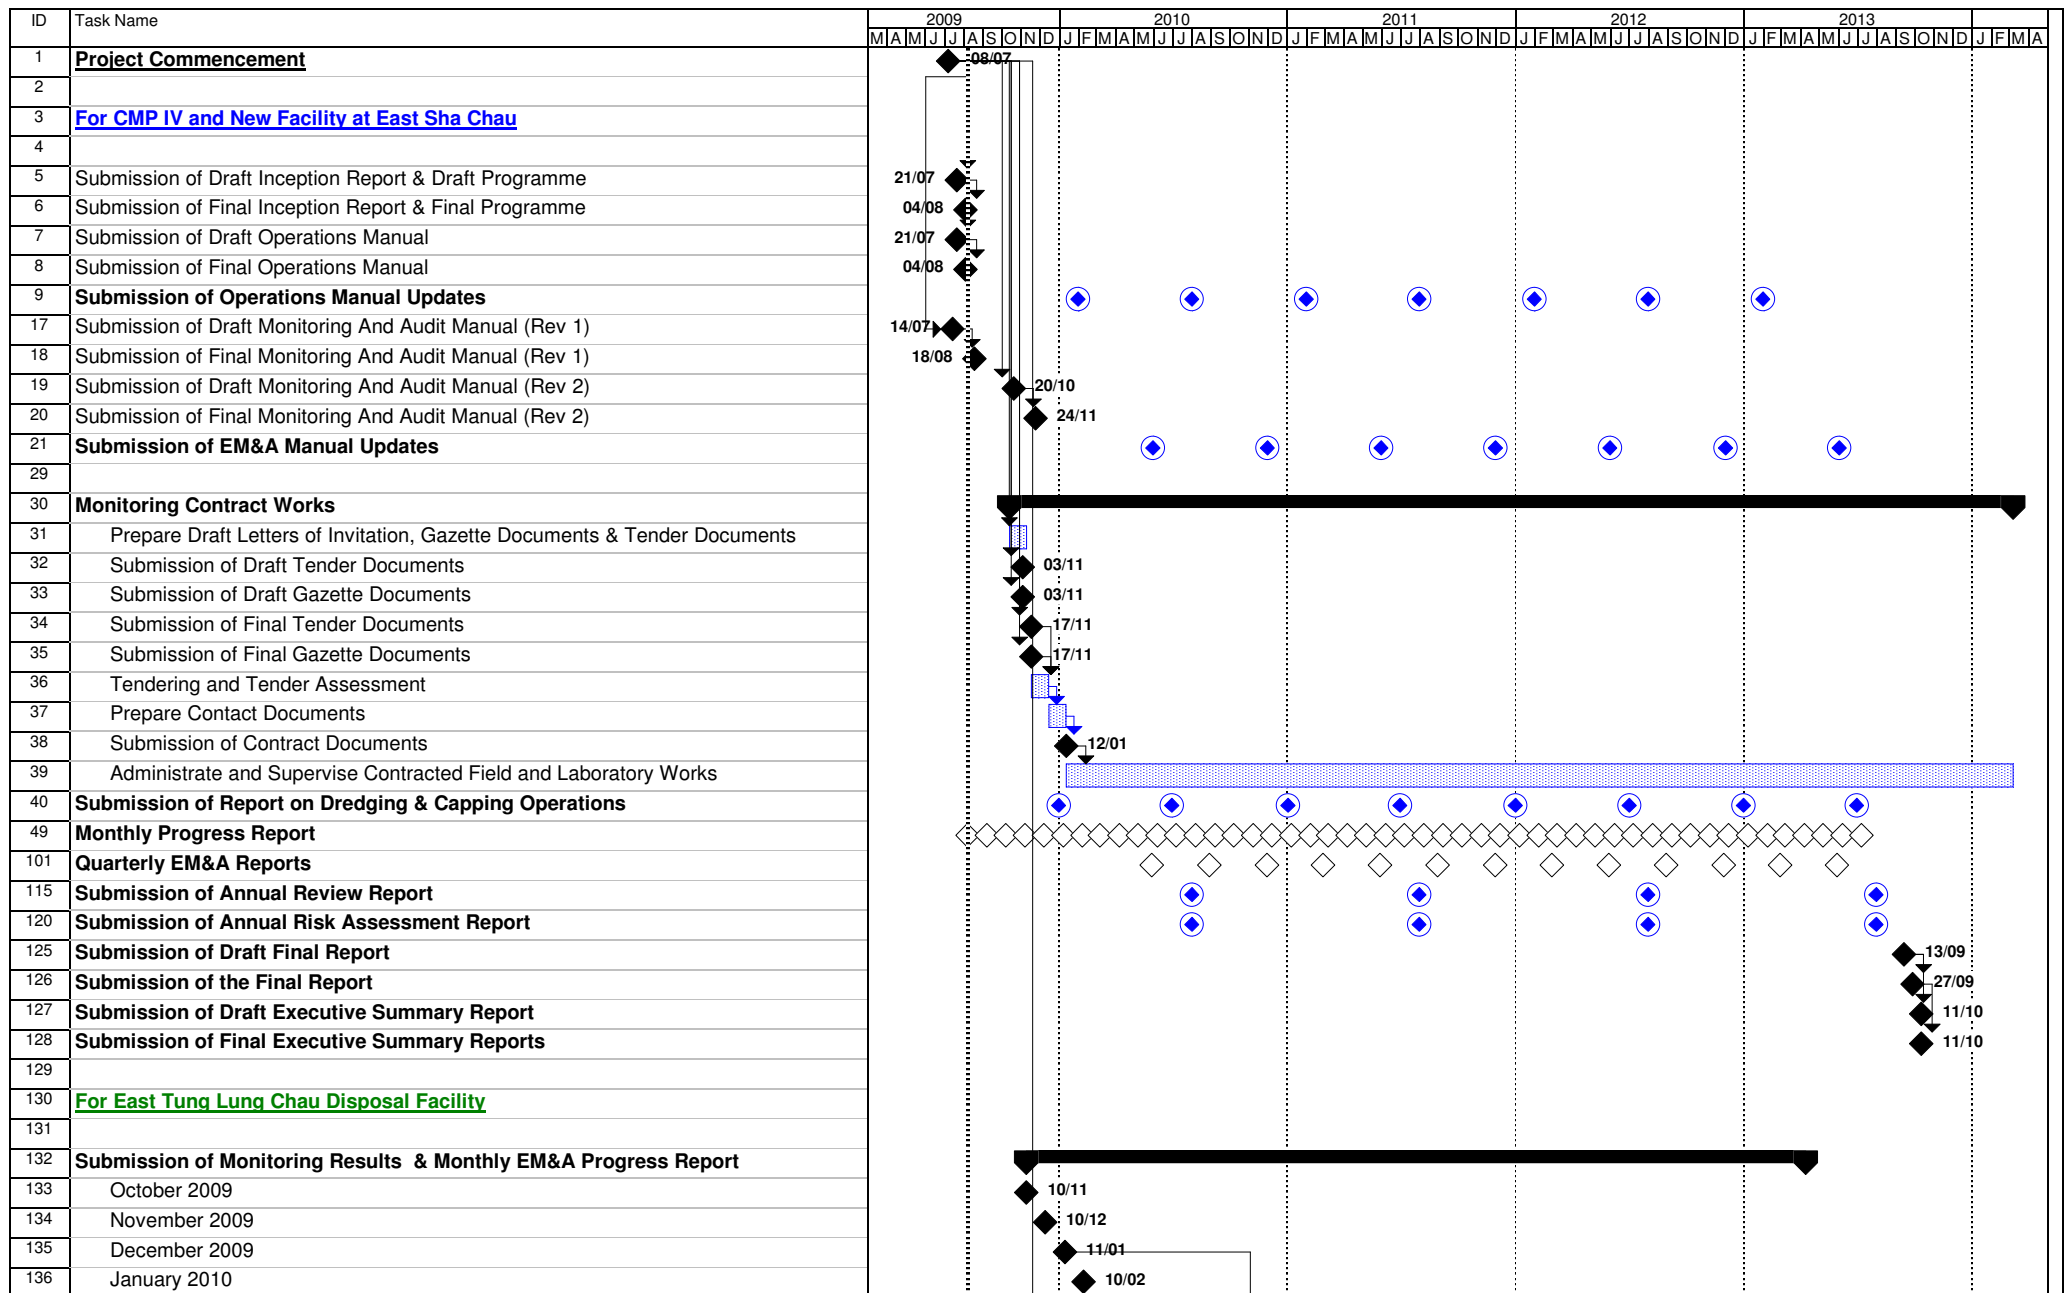 ID Task Name 2009 2010 2011 2012 2013
M A M J J A S O N D J F M A M J J A S O N D J F M A M J J A S O N D J F M A M J J A S O N D J F M A M J J A S O N D J F M A
1 Project Commencement 08/07
2
3 For CMP IV and New Facility at East Sha Chau
4
5 Submission of Draft Inception Report & Draft Programme 21/07
6 Submission of Final Inception Report & Final Programme 04/08
7 Submission of Draft Operations Manual 21/07
8 Submission of Final Operations Manual 04/08
9 Submission of Operations Manual Updates
17 Submission of Draft Monitoring And Audit Manual (Rev 1) 14/07
18 Submission of Final Monitoring And Audit Manual (Rev 1) 18/08
19 Submission of Draft Monitoring And Audit Manual (Rev 2) 20/10
20 Submission of Final Monitoring And Audit Manual (Rev 2) 24/11
21 Submission of EM&A Manual Updates
29
30 Monitoring Contract Works
31 Prepare Draft Letters of Invitation, Gazette Documents & Tender Documents
32 Submission of Draft Tender Documents 03/11
33 Submission of Draft Gazette Documents 03/11
34 Submission of Final Tender Documents 17/11
35 Submission of Final Gazette Documents 17/11
36 Tendering and Tender Assessment
37 Prepare Contact Documents
38 Submission of Contract Documents 12/01
39 Administrate and Supervise Contracted Field and Laboratory Works
40 Submission of Report on Dredging & Capping Operations
49 Monthly Progress Report
101 Quarterly EM&A Reports
115 Submission of Annual Review Report
120 Submission of Annual Risk Assessment Report
125 Submission of Draft Final Report 13/09
126 Submission of the Final Report 27/09
127 Submission of Draft Executive Summary Report 11/10
128 Submission of Final Executive Summary Reports 11/10
129
130 For East Tung Lung Chau Disposal Facility
131
132 Submission of Monitoring Results & Monthly EM&A Progress Report
133 October 2009 10/11
134 November 2009 10/12
135 December 2009 11/01
136 January 2010 10/02